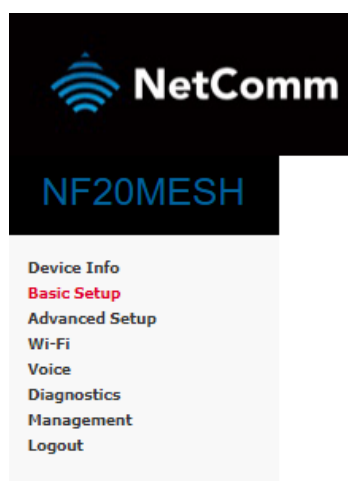 NetComm
NF20MESH
Device Info
Basic Setup
Advanced Setup
Wi-Fi
Voice
Diagnostics
Management
Logout